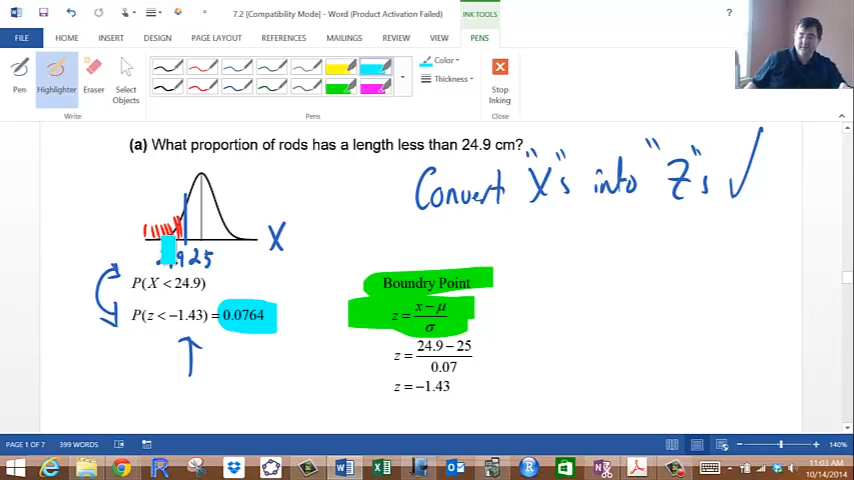 7.2 [Compatibility Mode] - Word (Product Activation Failed)
INK TOOLS
?
FILE HOME INSERT DESIGN PAGE LAYOUT REFERENCES MAILINGS REVIEW VIEW PENS
Pen Highlighter Eraser Select Objects
Color
Thickness
Stop Inking
Write Pens Close
(a) What proportion of rods has a length less than 24.9 cm?
Convert "X"s into "Z"s ✓
X
25
P(X < 24.9)
P(z < −1.43) = 0.0764
Boundry Point
z = x − μ / σ
z = 24.9 − 25 / 0.07
z = −1.43
PAGE 1 OF 7 399 WORDS
140%
11:03 AM
10/14/2014